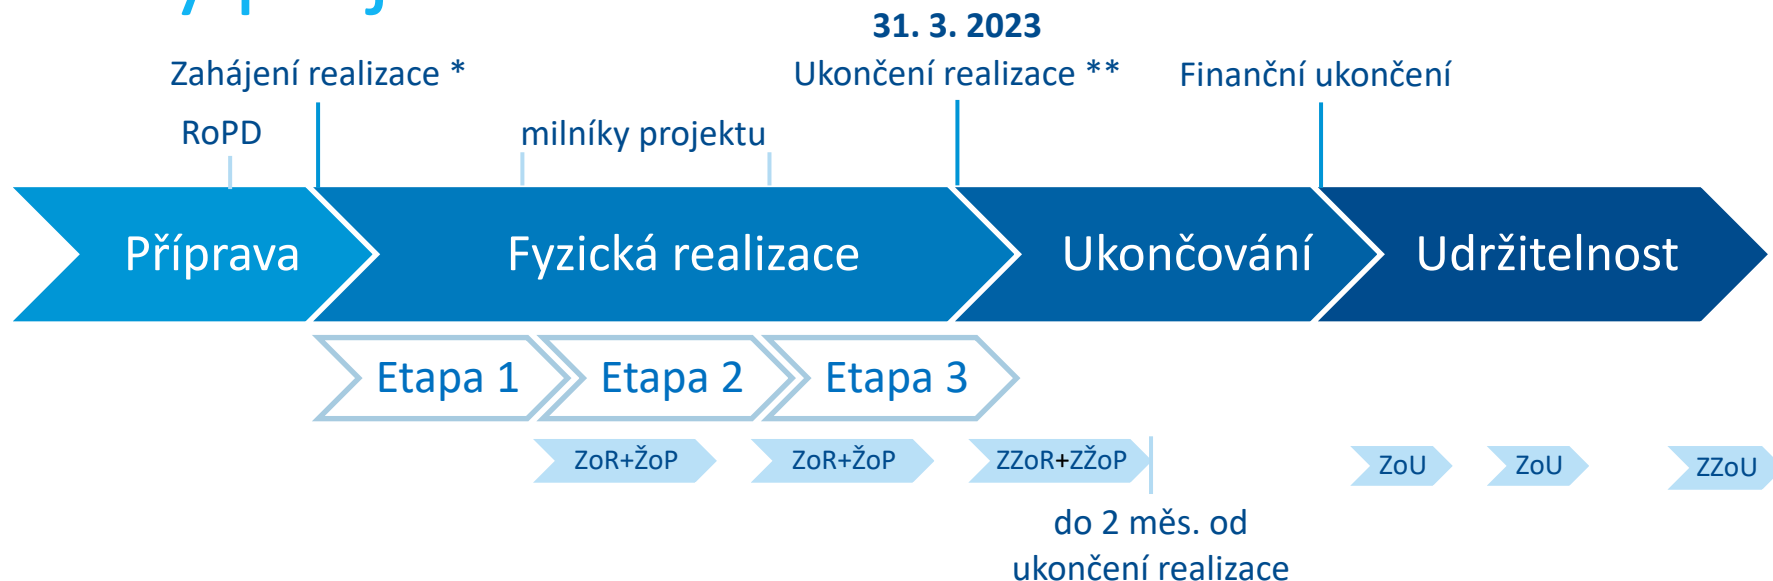 31. 3. 2023
Zahájení realizace *
Ukončení realizace **
Finanční ukončení
RoPD
milníky projektu
Příprava
Fyzická realizace
Ukončování
Udržitelnost
Etapa 1
Etapa 2
Etapa 3
ZoR+ŽoP
ZoR+ŽoP
ZZoR+ZŽoP
ZoU
ZoU
ZZoU
do 2 měs. od
ukončení realizace